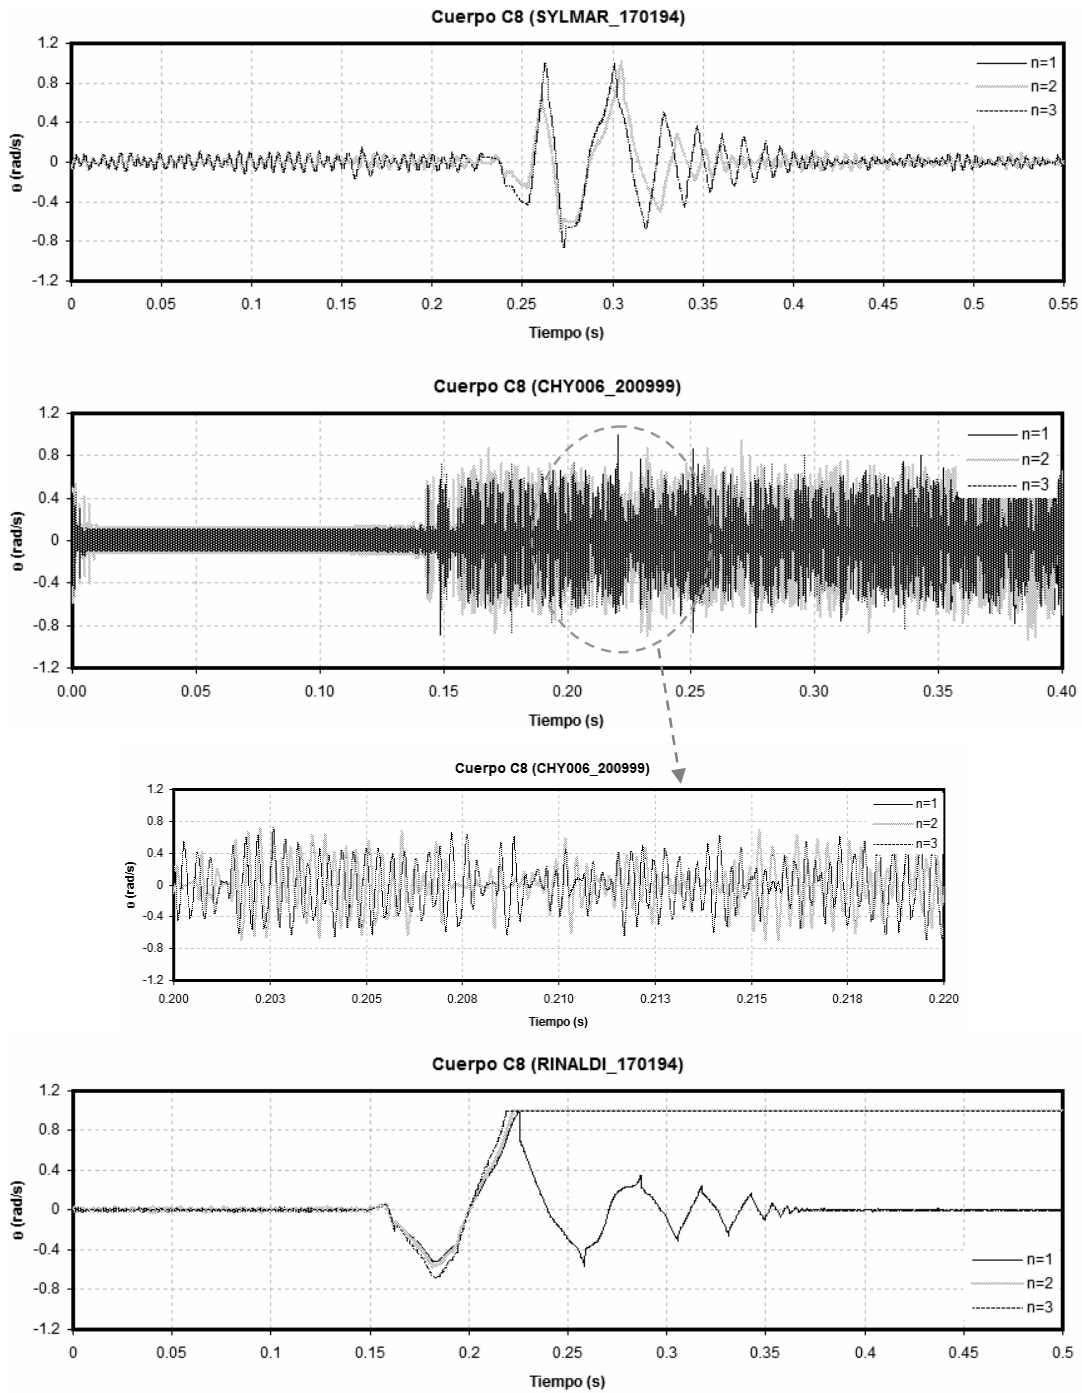 Cuerpo C8 (SYLMAR_170194)
1.2
0.8
0.4
0
-0.4
-0.8
-1.2
θ (rad/s)
n=1
n=2
n=3
0 0.05 0.1 0.15 0.2 0.25 0.3 0.35 0.4 0.45 0.5 0.55
Tiempo (s)
Cuerpo C8 (CHY006_200999)
1.2
0.8
0.4
0
-0.4
-0.8
-1.2
θ (rad/s)
n=1
n=2
n=3
0.00 0.05 0.10 0.15 0.20 0.25 0.30 0.35 0.40
Tiempo (s)
Cuerpo C8 (CHY006_200999)
1.2
0.8
0.4
0
-0.4
-0.8
-1.2
θ (rad/s)
n=1
n=2
n=3
0.200 0.203 0.205 0.208 0.210 0.213 0.215 0.218 0.220
Tiempo (s)
Cuerpo C8 (RINALDI_170194)
1.2
0.8
0.4
0
-0.4
-0.8
-1.2
θ (rad/s)
n=1
n=2
n=3
0 0.05 0.1 0.15 0.2 0.25 0.3 0.35 0.4 0.45 0.5
Tiempo (s)